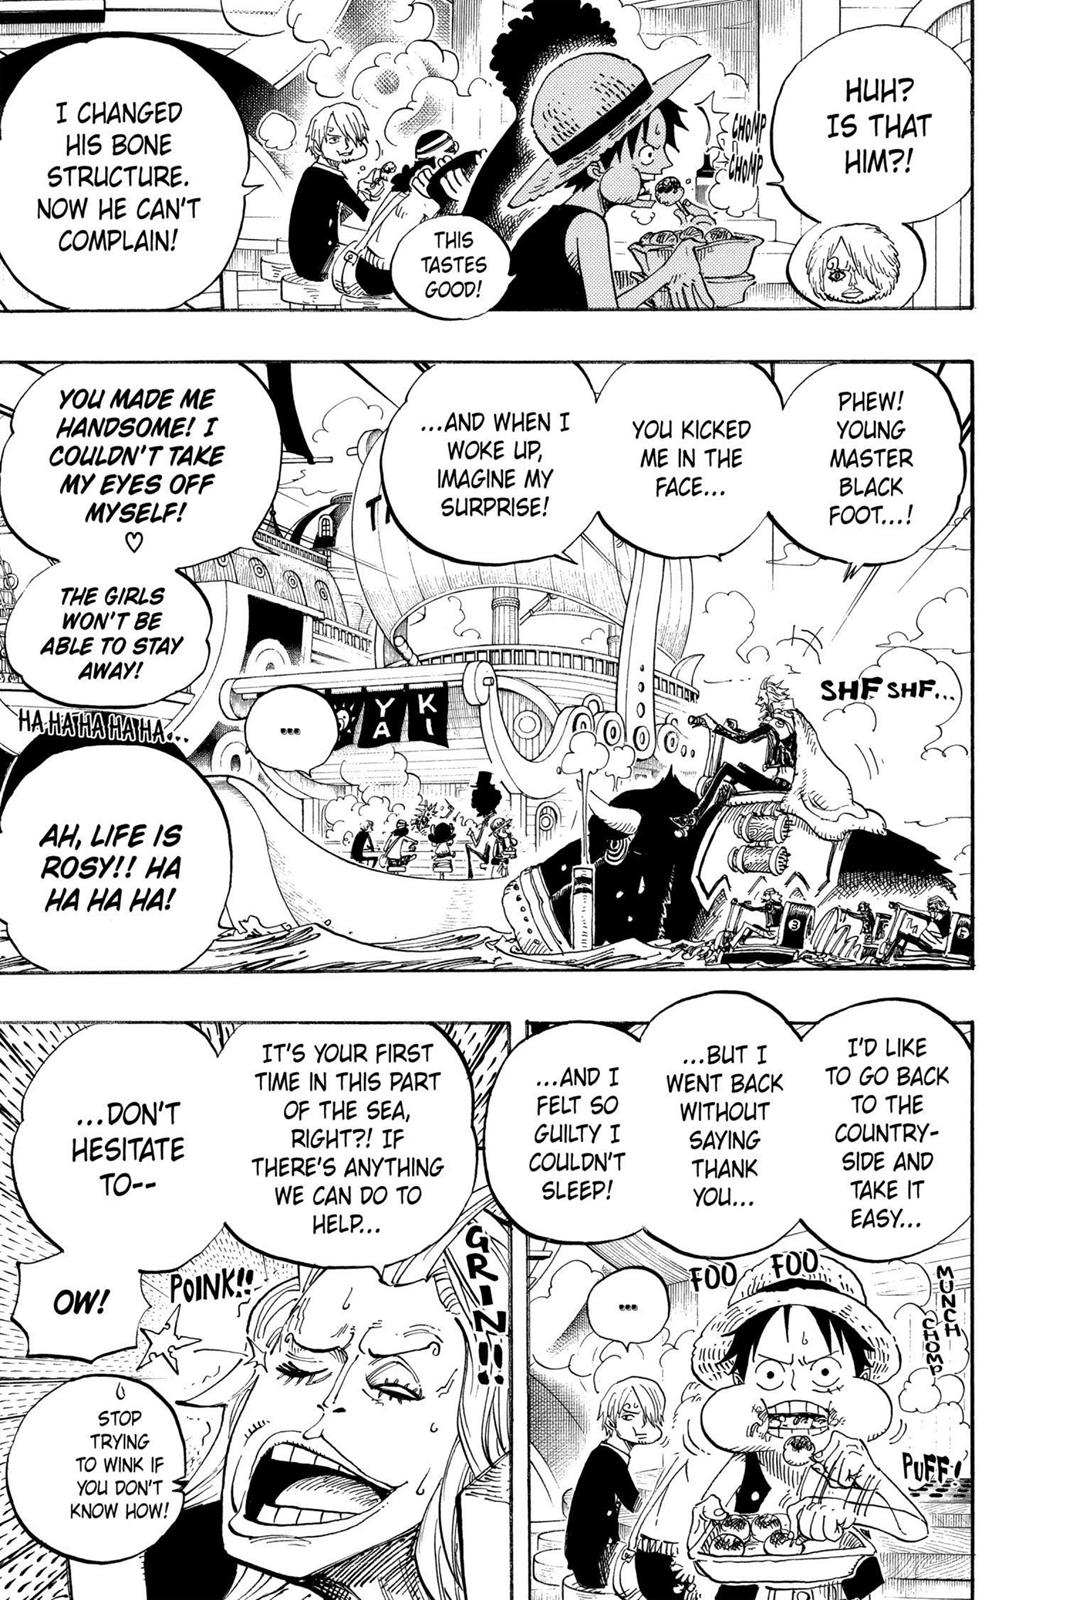 HUH?
IS THAT
HIM?!
CHOMP
CHOMP
THIS
TASTES
GOOD!
I CHANGED
HIS BONE
STRUCTURE.
NOW HE CAN'T
COMPLAIN!
PHEW!
YOUNG
MASTER
BLACK
FOOT...!
YOU KICKED
ME IN THE
FACE...
...AND WHEN I
WOKE UP,
IMAGINE MY
SURPRISE!
YOU MADE ME
HANDSOME! I
COULDN'T TAKE
MY EYES OFF
MYSELF!
♡
THE GIRLS
WON'T BE
ABLE TO STAY
AWAY!
SHF SHF...
YA
KI
...
HA HA HA HA HA...
AH, LIFE IS
ROSY!! HA
HA HA HA!
I'D LIKE
TO GO BACK
TO THE
COUNTRY-
SIDE AND
TAKE IT
EASY...
...BUT I
WENT BACK
WITHOUT
SAYING
THANK
YOU...
...AND I
FELT SO
GUILTY I
COULDN'T
SLEEP!
FOO FOO
MUNCH
CHOMP
...
PUFF!
IT'S YOUR FIRST
TIME IN THIS PART
OF THE SEA,
RIGHT?! IF
THERE'S ANYTHING
WE CAN DO TO
HELP...
...DON'T
HESITATE
TO--
GRIN!!
POINK!!
OW!
STOP
TRYING
TO WINK IF
YOU DON'T
KNOW HOW!